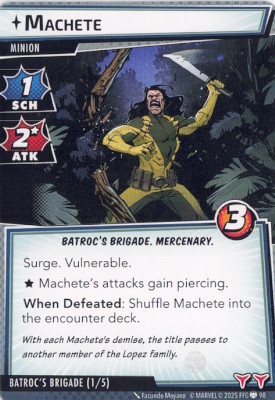 Machete
MINION
1
SCH
2★
ATK
3
BATROC'S BRIGADE. MERCENARY.
Surge. Vulnerable.
★ Machete's attacks gain piercing.
When Defeated: Shuffle Machete into
the encounter deck.
With each Machete's demise, the title passes to
another member of the Lopez family.
BATROC'S BRIGADE (1/5)
Facundo Moyano © MARVEL © 2025 FFG 98